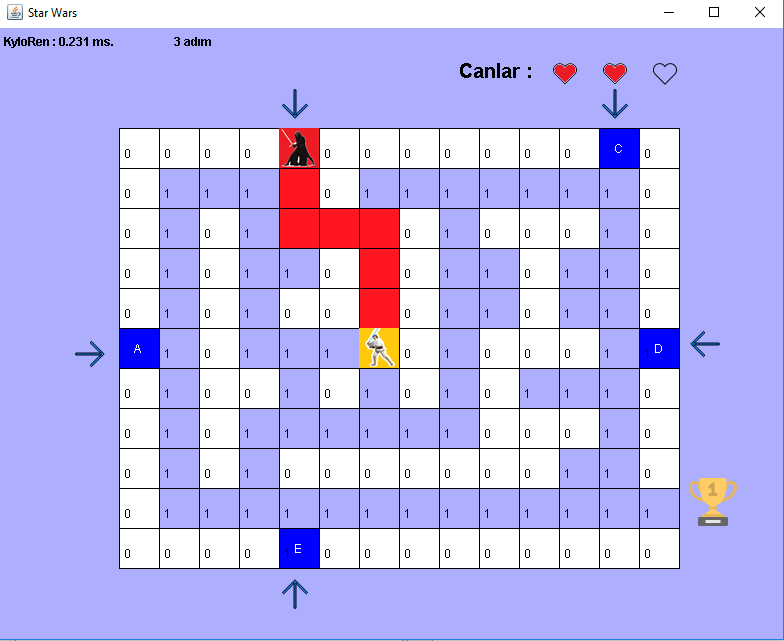 Star Wars
KyloRen : 0.231 ms. 3 adım
Canlar :
0 0 0 0 0 0 0 0 0 0 0 C 0
0 1 1 1 0 1 1 1 1 1 1 1 0
0 1 0 1 0 1 0 0 0 1 0
0 1 0 1 1 0 0 1 1 0 1 1 0
0 1 0 1 0 0 0 1 1 0 1 1 0
A 1 0 1 1 1 0 1 0 0 0 1 D
0 1 0 0 1 0 1 0 1 0 1 1 1 0
0 1 0 1 1 1 1 1 1 0 0 0 1 0
0 1 0 1 0 0 0 0 0 0 0 1 1 0
1
0 1 1 1 1 1 1 1 1 1 1 1 1 1
0 0 0 0 E 0 0 0 0 0 0 0 0 0